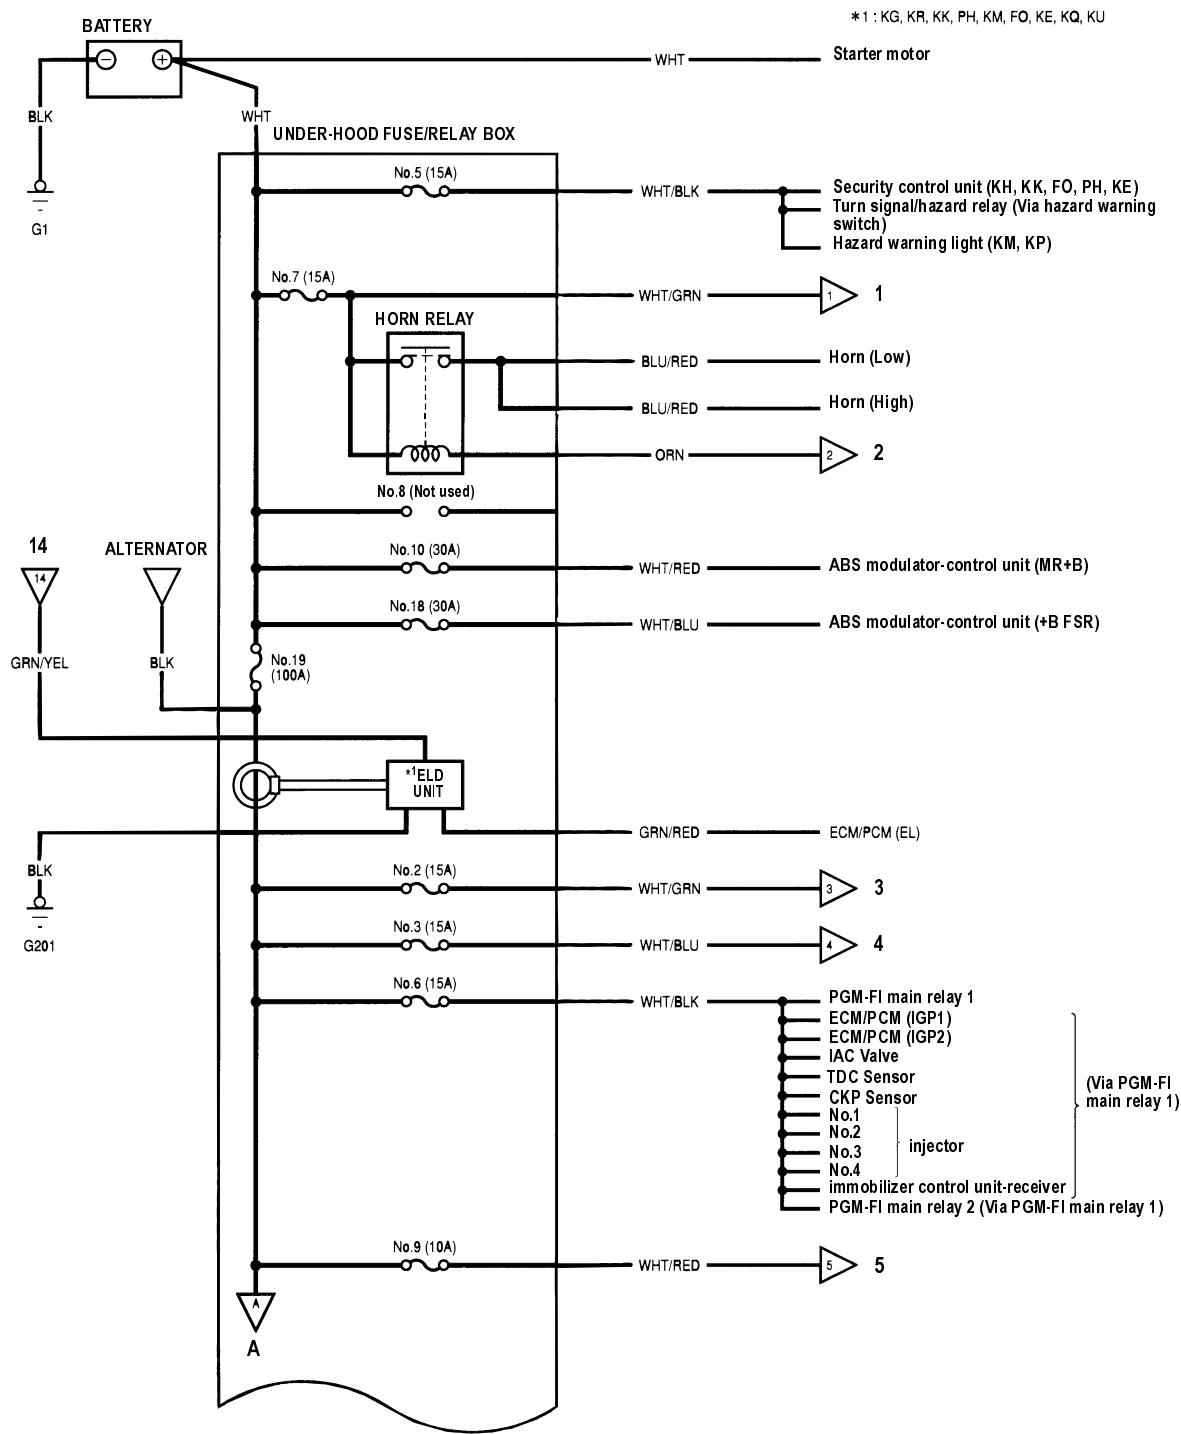 *1 : KG, KR, KK, PH, KM, FO, KE, KQ, KU
BATTERY
− +
WHT
Starter motor
BLK
WHT
UNDER-HOOD FUSE/RELAY BOX
G1
No.5 (15A)
WHT/BLK
Security control unit (KH, KK, FO, PH, KE)
Turn signal/hazard relay (Via hazard warning
switch)
Hazard warning light (KM, KP)
No.7 (15A)
WHT/GRN
1
1
HORN RELAY
BLU/RED
Horn (Low)
BLU/RED
Horn (High)
ORN
2
2
No.8 (Not used)
14
14
ALTERNATOR
No.10 (30A)
WHT/RED
ABS modulator-control unit (MR+B)
No.18 (30A)
WHT/BLU
ABS modulator-control unit (+B FSR)
GRN/YEL
BLK
No.19
(100A)
*1ELD
UNIT
GRN/RED
ECM/PCM (EL)
BLK
G201
No.2 (15A)
WHT/GRN
3
3
No.3 (15A)
WHT/BLU
4
4
No.6 (15A)
WHT/BLK
PGM-FI main relay 1
ECM/PCM (IGP1)
ECM/PCM (IGP2)
IAC Valve
TDC Sensor
CKP Sensor
No.1
No.2
No.3
No.4
injector
immobilizer control unit-receiver
(Via PGM-FI
main relay 1)
PGM-FI main relay 2 (Via PGM-FI main relay 1)
No.9 (10A)
WHT/RED
5
5
A
A